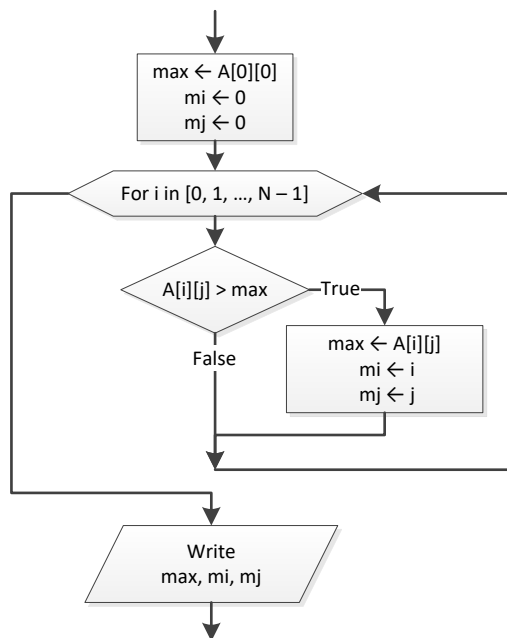 max ← A[0][0]
mi ← 0
mj ← 0
For i in [0, 1, …, N – 1]
A[i][j] > max
True
False
max ← A[i][j]
mi ← i
mj ← j
Write
max, mi, mj